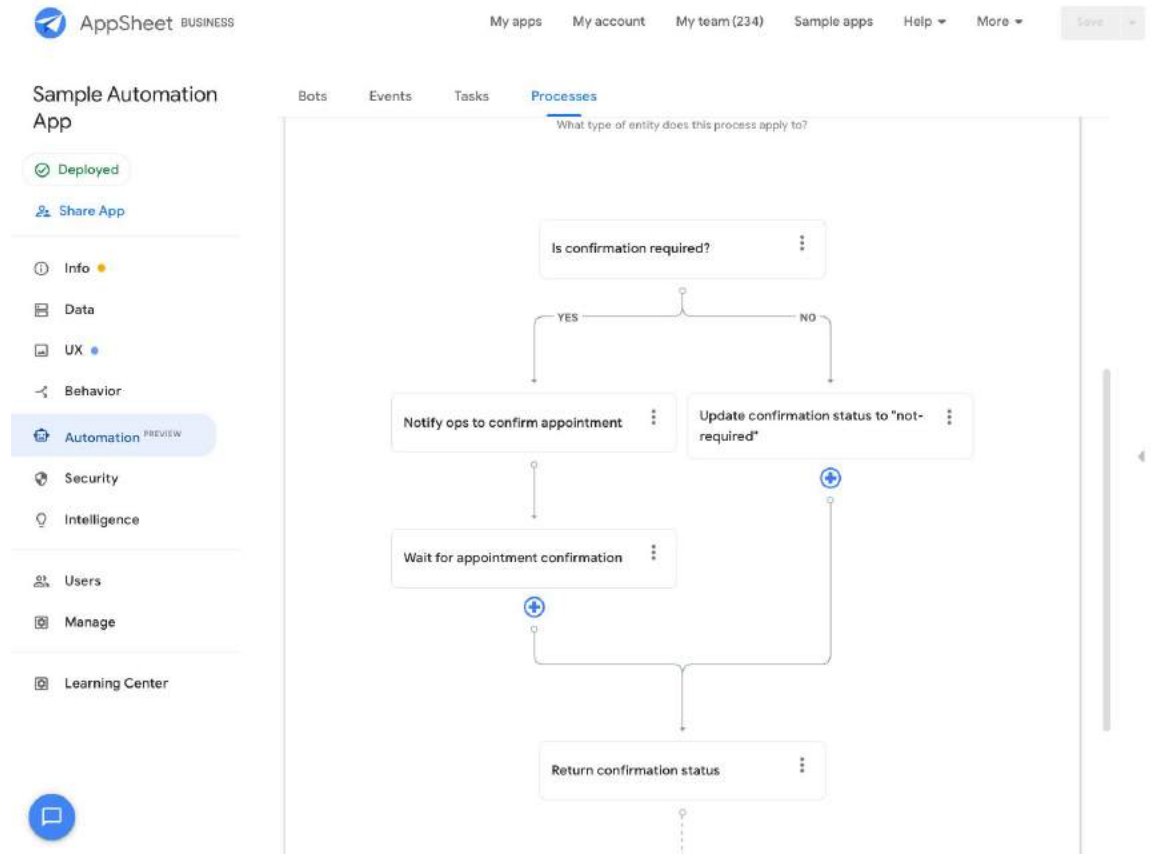 AppSheet BUSINESS
My apps
My account
My team (234)
Sample apps
Help
More
Save
Sample Automation
App
Deployed
Share App
Info
Data
UX
Behavior
Automation PREVIEW
Security
Intelligence
Users
Manage
Learning Center
Bots
Events
Tasks
Processes
What type of entity does this process apply to?
Is confirmation required?
YES
NO
Notify ops to confirm appointment
Update confirmation status to "not-
required"
Wait for appointment confirmation
Return confirmation status